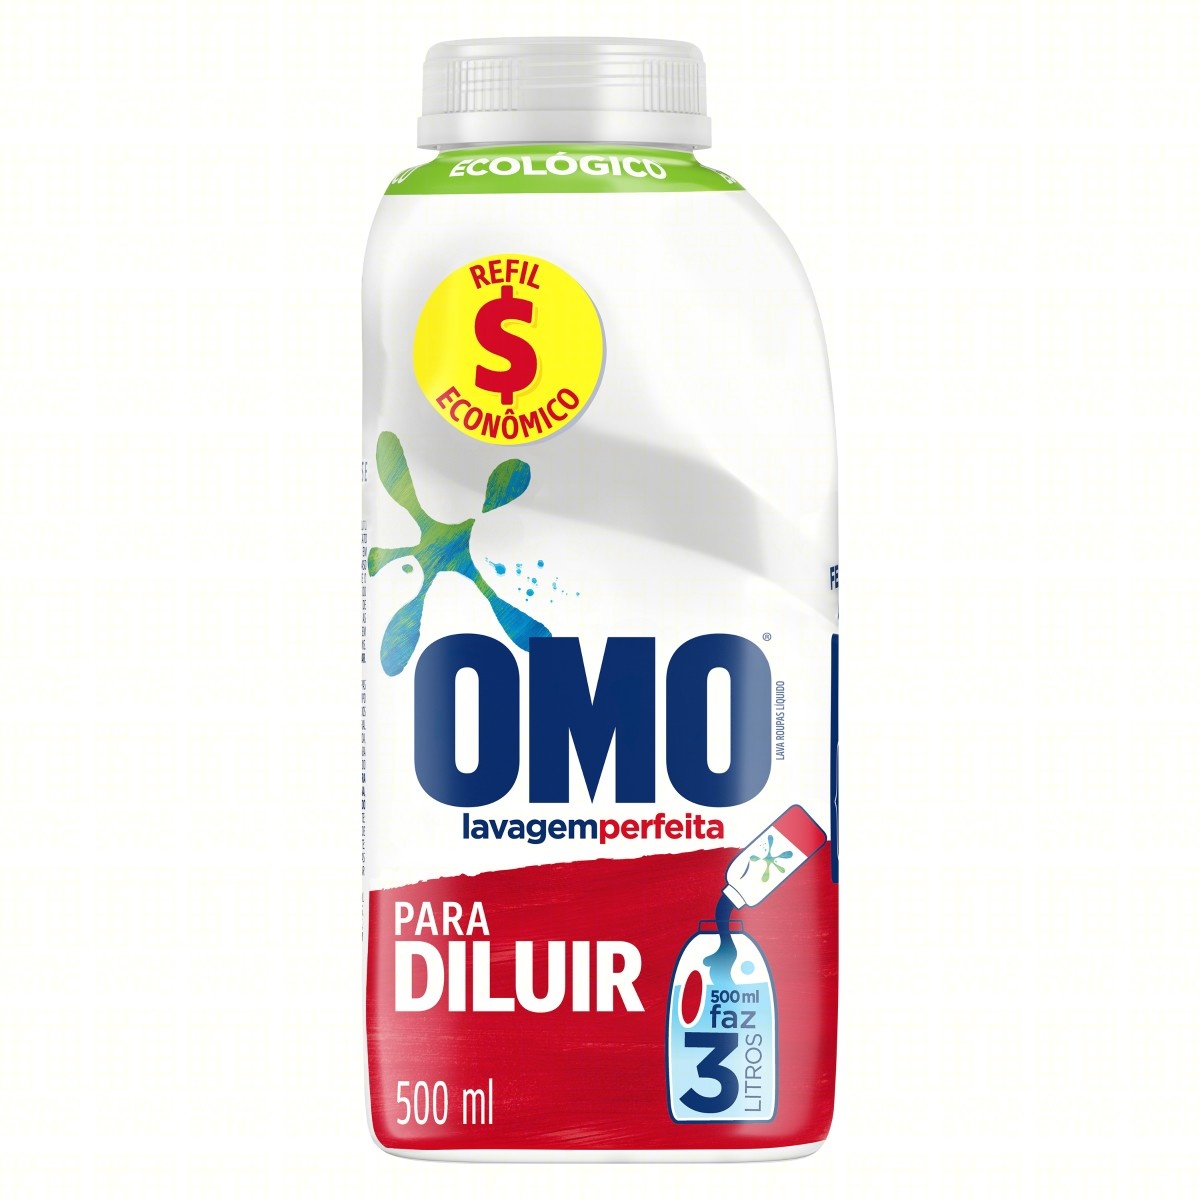 ECOLÓGICO
REFIL
$
ECONÔMICO
OMO®
LAVA ROUPAS LÍQUIDO
lavagemperfeita
PARA
DILUIR
500 ml
faz
3
LITROS
500 ml